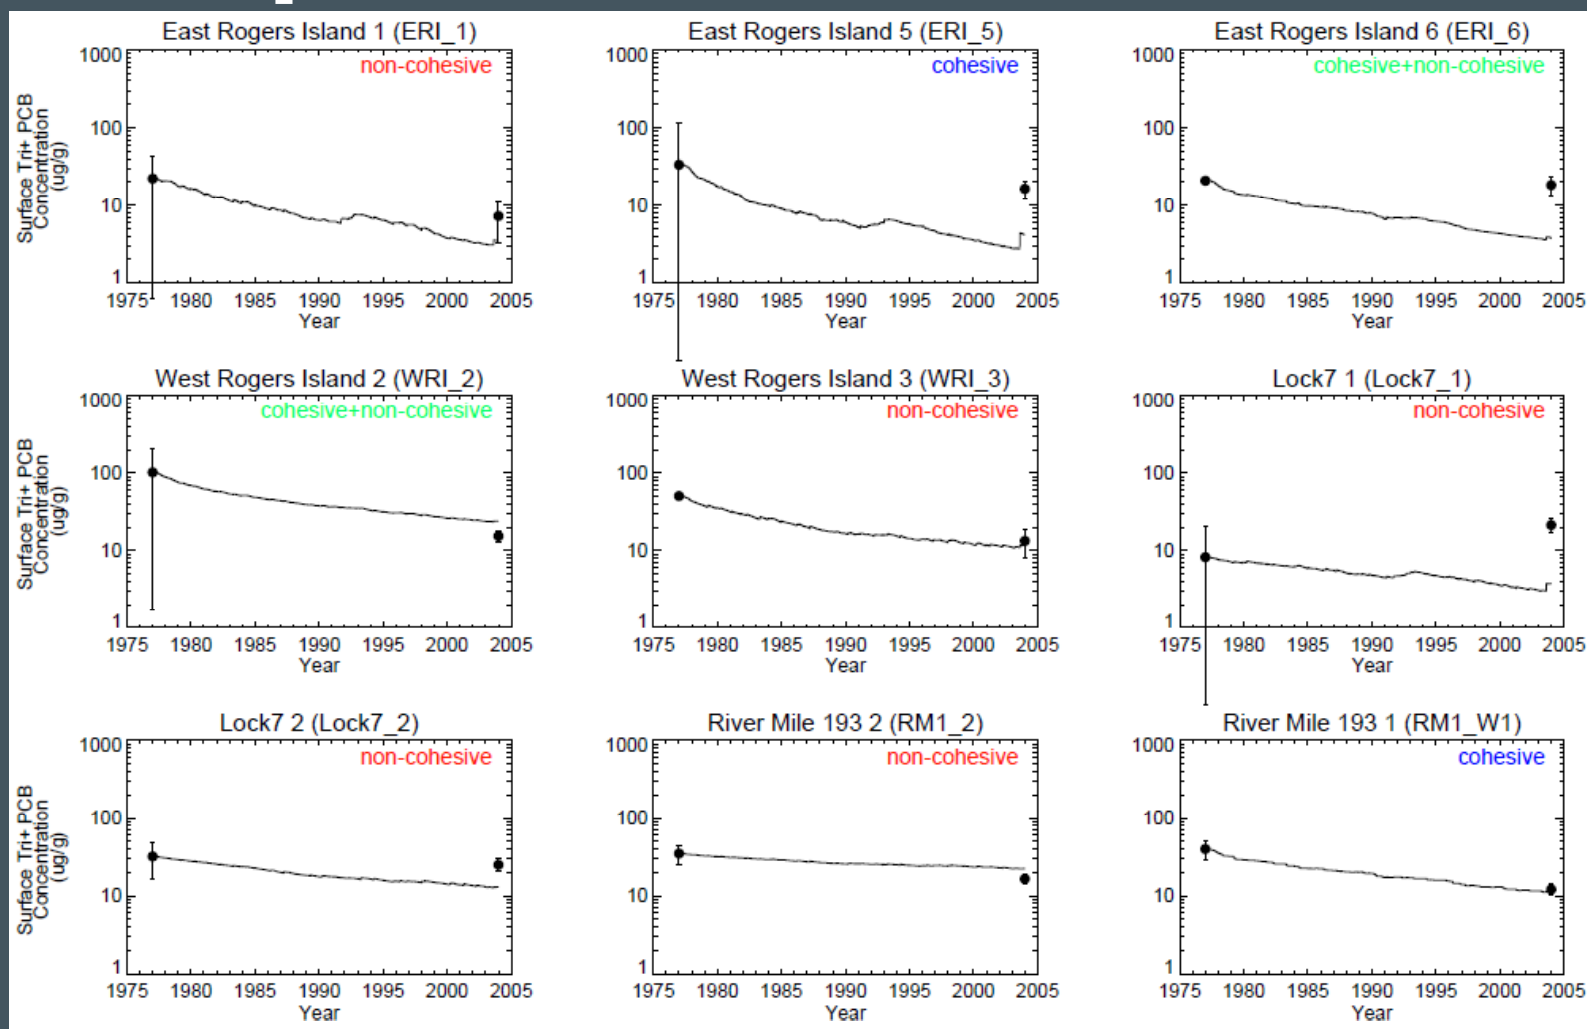 East Rogers Island 1 (ERI_1)
non-cohesive
Surface Tri+ PCB
Concentration
(ug/g)
1000
100
10
1
1975 1980 1985 1990 1995 2000 2005
Year
East Rogers Island 5 (ERI_5)
cohesive
1000
100
10
1
1975 1980 1985 1990 1995 2000 2005
Year
East Rogers Island 6 (ERI_6)
cohesive+non-cohesive
1000
100
10
1
1975 1980 1985 1990 1995 2000 2005
Year
West Rogers Island 2 (WRI_2)
cohesive+non-cohesive
Surface Tri+ PCB
Concentration
(ug/g)
1000
100
10
1
1975 1980 1985 1990 1995 2000 2005
Year
West Rogers Island 3 (WRI_3)
non-cohesive
1000
100
10
1
1975 1980 1985 1990 1995 2000 2005
Year
Lock7 1 (Lock7_1)
non-cohesive
1000
100
10
1
1975 1980 1985 1990 1995 2000 2005
Year
Lock7 2 (Lock7_2)
non-cohesive
Surface Tri+ PCB
Concentration
(ug/g)
1000
100
10
1
1975 1980 1985 1990 1995 2000 2005
Year
River Mile 193 2 (RM1_2)
non-cohesive
1000
100
10
1
1975 1980 1985 1990 1995 2000 2005
Year
River Mile 193 1 (RM1_W1)
cohesive
1000
100
10
1
1975 1980 1985 1990 1995 2000 2005
Year